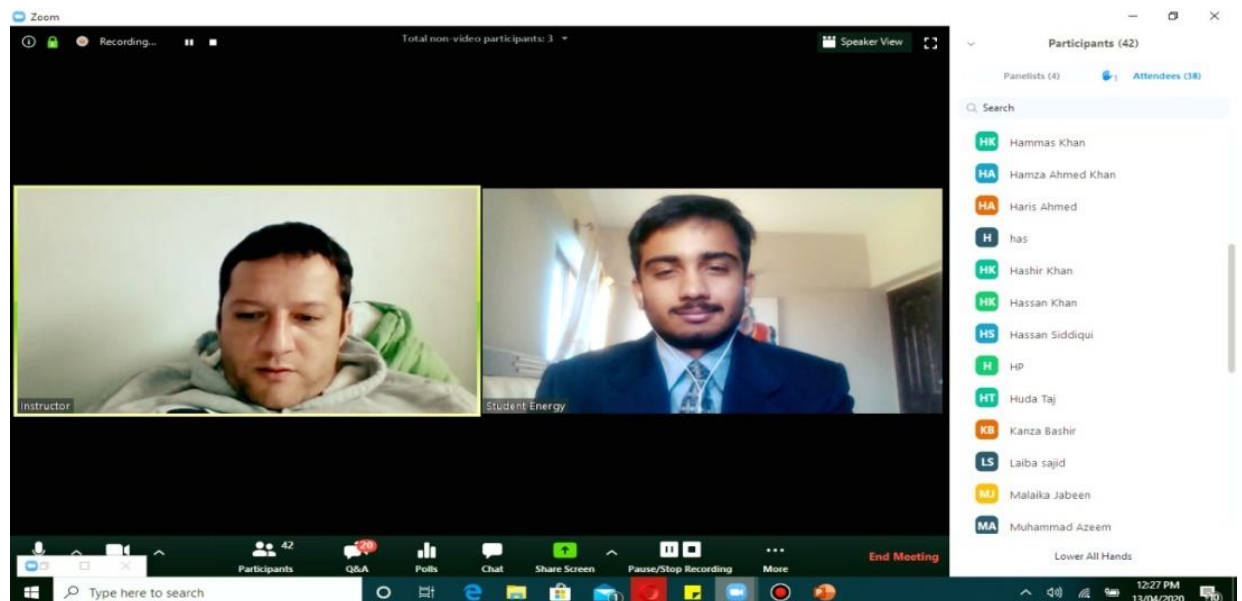 Zoom
Recording...
Total non-video participants: 3
Speaker View
Instructor
Student Energy
42
Participants
20
Q&A
Polls
Chat
Share Screen
Pause/Stop Recording
More
End Meeting
Participants (42)
Panelists (4)
1
Attendees (38)
Search
HK Hammas Khan
HA Hamza Ahmed Khan
HA Haris Ahmed
H has
HK Hashir Khan
HK Hassan Khan
HS Hassan Siddiqui
H HP
HT Huda Taj
KB Kanza Bashir
LS Laiba sajid
MJ Malaika Jabeen
MA Muhammad Azeem
Lower All Hands
Type here to search
12:27 PM
13/04/2020